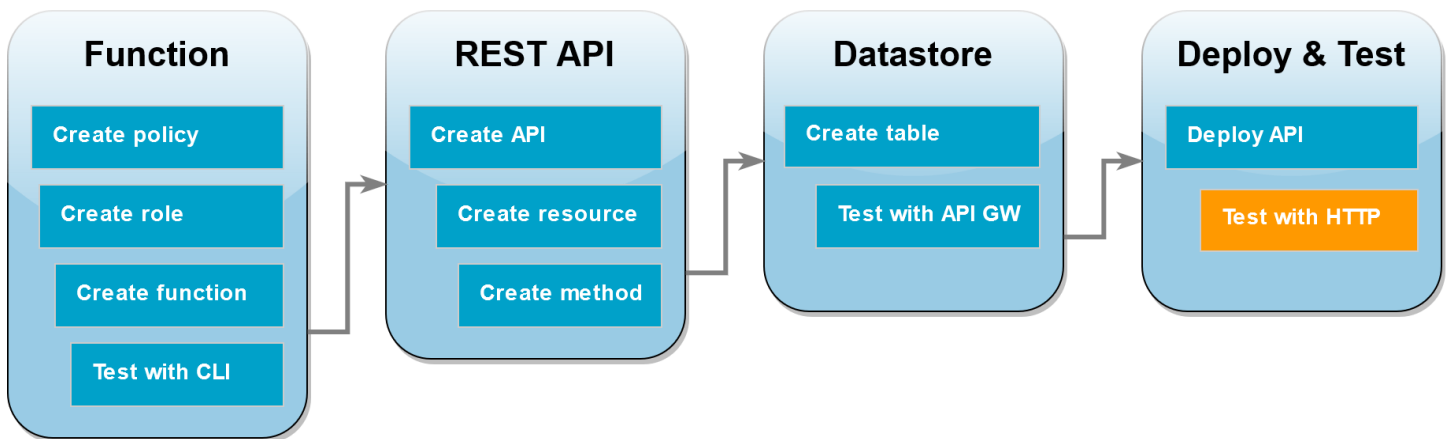 Function
Create policy
Create role
Create function
Test with CLI
REST API
Create API
Create resource
Create method
Datastore
Create table
Test with API GW
Deploy & Test
Deploy API
Test with HTTP